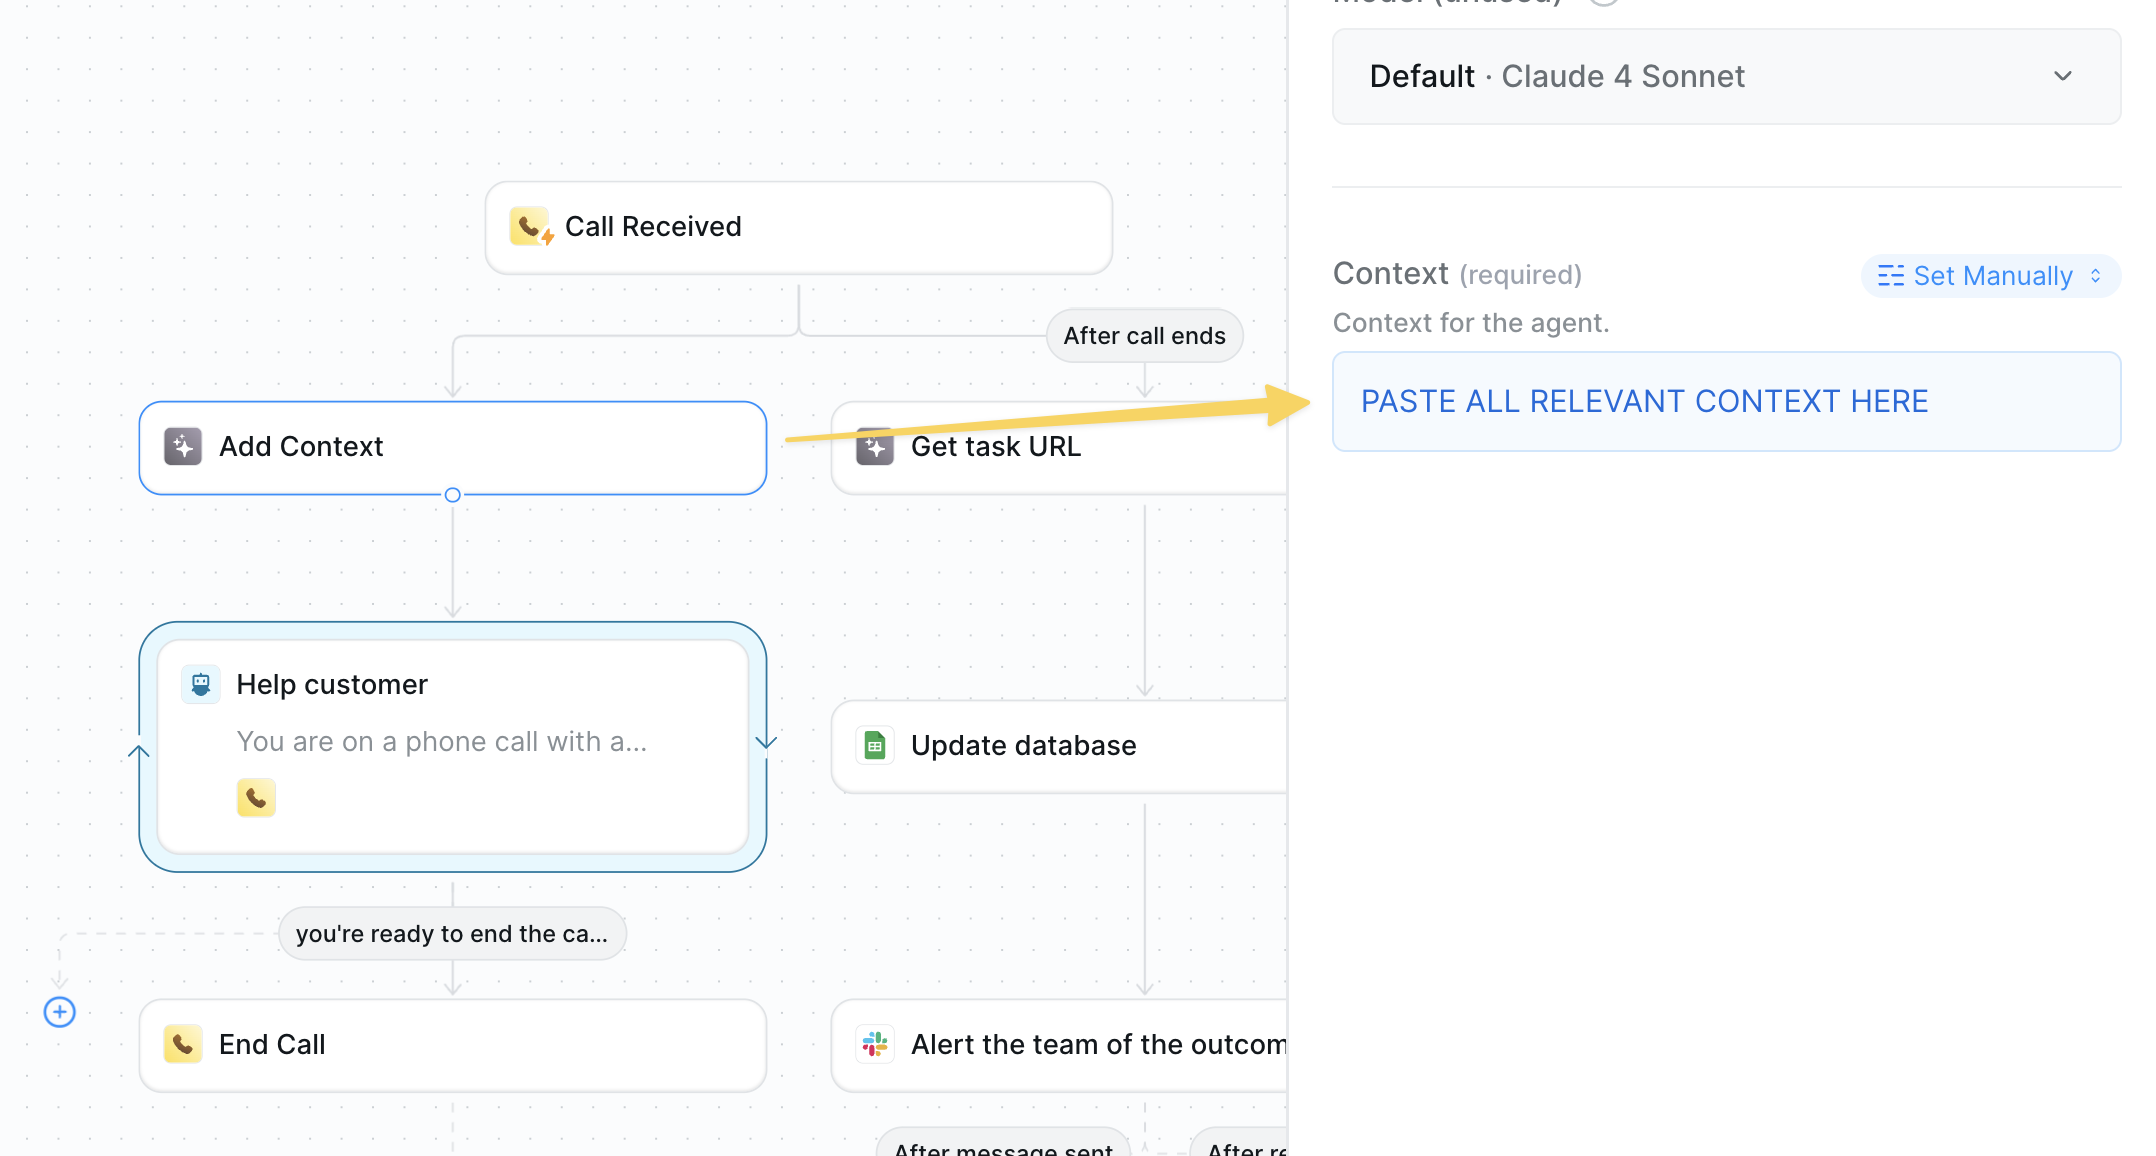 Model (unused)
Default · Claude 4 Sonnet
Call Received
Context (required)
Set Manually
Context for the agent.
After call ends
PASTE ALL RELEVANT CONTEXT HERE
Add Context
Get task URL
Help customer
You are on a phone call with a...
Update database
you're ready to end the ca...
End Call
Alert the team of the outcom
After message sent
After re